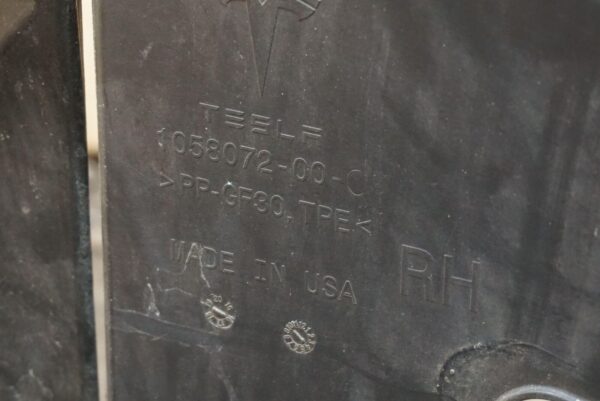 TESLA
1058072-00-C
>PP-GF30, TPE<
MADE IN USA
RH